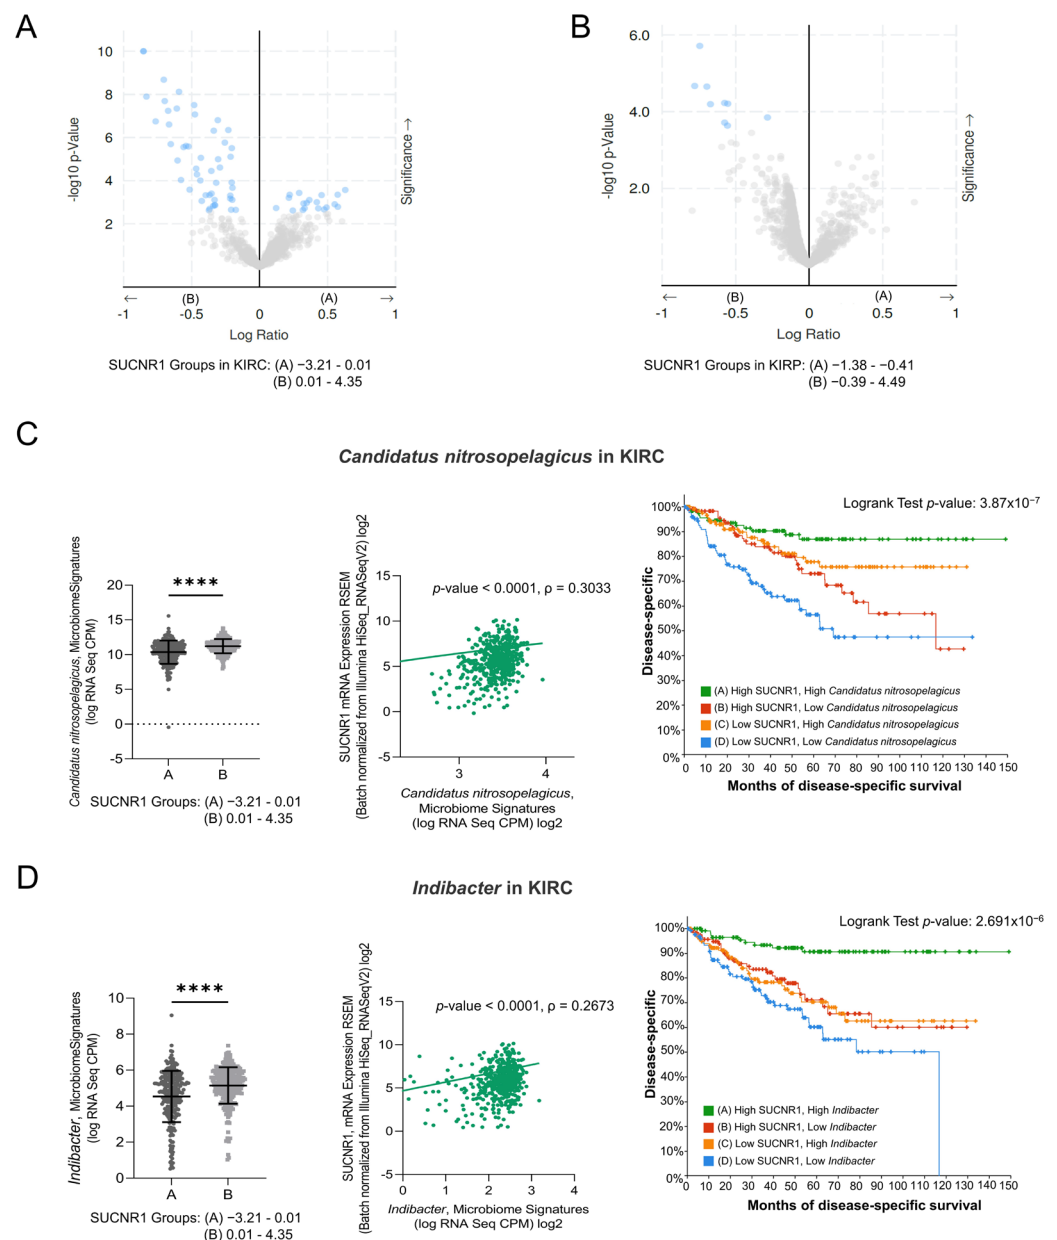 A
10
8
6
4
2
-log10 p-Value
Significance →
← (B) (A) →
-1 -0.5 0 0.5 1
Log Ratio
SUCNR1 Groups in KIRC: (A) −3.21 - 0.01
(B) 0.01 - 4.35
B
6.0
4.0
2.0
-log10 p-Value
Significance →
← (B) (A) →
-1 -0.5 0 0.5 1
Log Ratio
SUCNR1 Groups in KIRP: (A) −1.38 - −0.41
(B) −0.39 - 4.49
C
Candidatus nitrosopelagicus in KIRC
Candidatus nitrosopelagicus, MicrobiomeSignatures
(log RNA Seq CPM)
20
15
10
5
0
-5
****
A B
SUCNR1 Groups: (A) −3.21 - 0.01
(B) 0.01 - 4.35
SUCNR1 mRNA Expression RSEM
(Batch normalized from Illumina HiSeq_RNASeqV2) log2
15
10
5
0
-5
p-value < 0.0001, ρ = 0.3033
3 4
Candidatus nitrosopelagicus,
Microbiome Signatures
(log RNA Seq CPM) log2
Logrank Test p-value: 3.87x10⁻⁷
Disease-specific
100%
90%
80%
70%
60%
50%
40%
30%
20%
10%
0%
(A) High SUCNR1, High Candidatus nitrosopelagicus
(B) High SUCNR1, Low Candidatus nitrosopelagicus
(C) Low SUCNR1, High Candidatus nitrosopelagicus
(D) Low SUCNR1, Low Candidatus nitrosopelagicus
0 10 20 30 40 50 60 70 80 90 100 110 120 130 140 150
Months of disease-specific survival
D
Indibacter in KIRC
Indibacter, MicrobiomeSignatures
(log RNA Seq CPM)
10
8
6
4
2
0
****
A B
SUCNR1 Groups: (A) −3.21 - 0.01
(B) 0.01 - 4.35
SUCNR1, mRNA Expression RSEM
(Batch normalized from Illumina HiSeq_RNASeqV2) log2
15
10
5
0
-5
p-value < 0.0001, ρ = 0.2673
0 1 2 3 4
Indibacter, Microbiome Signatures
(log RNA Seq CPM) log2
Logrank Test p-value: 2.691x10⁻⁶
Disease-specific
100%
90%
80%
70%
60%
50%
40%
30%
20%
10%
0%
(A) High SUCNR1, High Indibacter
(B) High SUCNR1, Low Indibacter
(C) Low SUCNR1, High Indibacter
(D) Low SUCNR1, Low Indibacter
0 10 20 30 40 50 60 70 80 90 100 110 120 130 140 150
Months of disease-specific survival